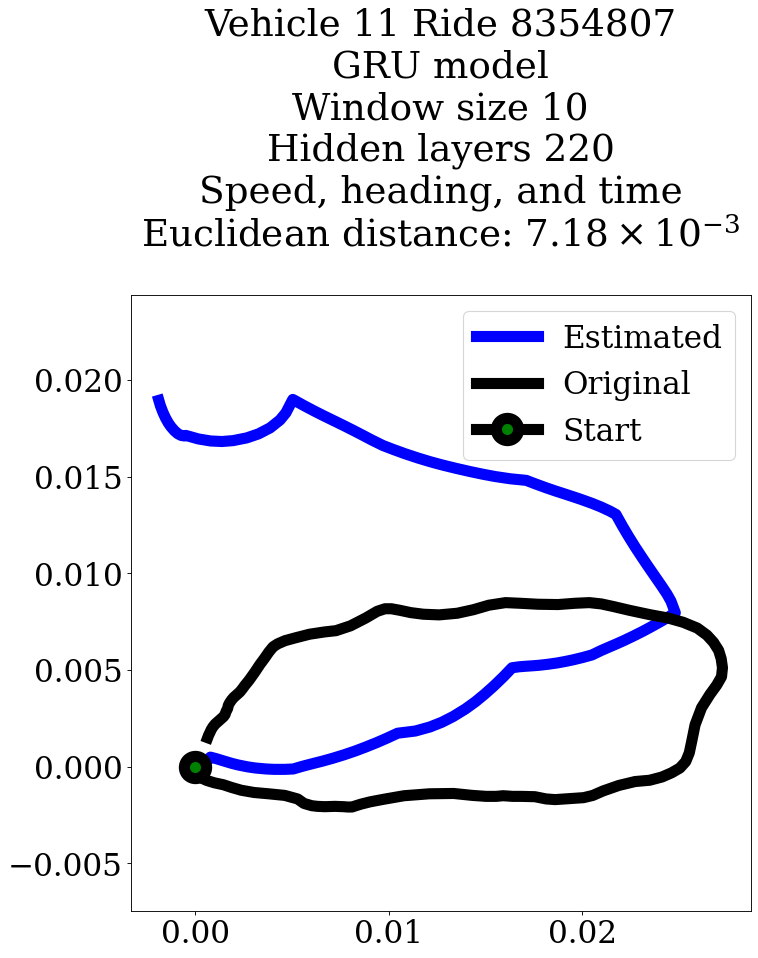 Vehicle 11 Ride 8354807
GRU model
Window size 10
Hidden layers 220
Speed, heading, and time
Euclidean distance: 7.18 × 10⁻³
Estimated
Original
Start
0.020
0.015
0.010
0.005
0.000
−0.005
0.00 0.01 0.02